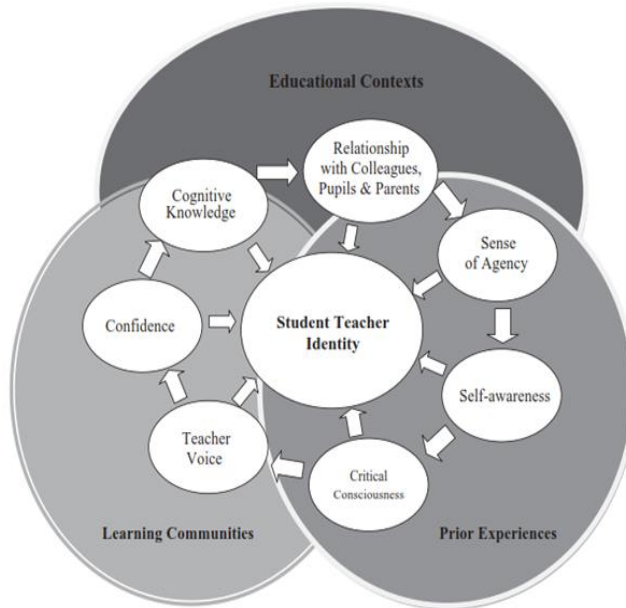 Educational Contexts
Relationship
with Colleagues,
Pupils & Parents
Cognitive
Knowledge
Sense
of Agency
Student Teacher
Identity
Confidence
Self-awareness
Teacher
Voice
Critical
Consciousness
Learning Communities
Prior Experiences